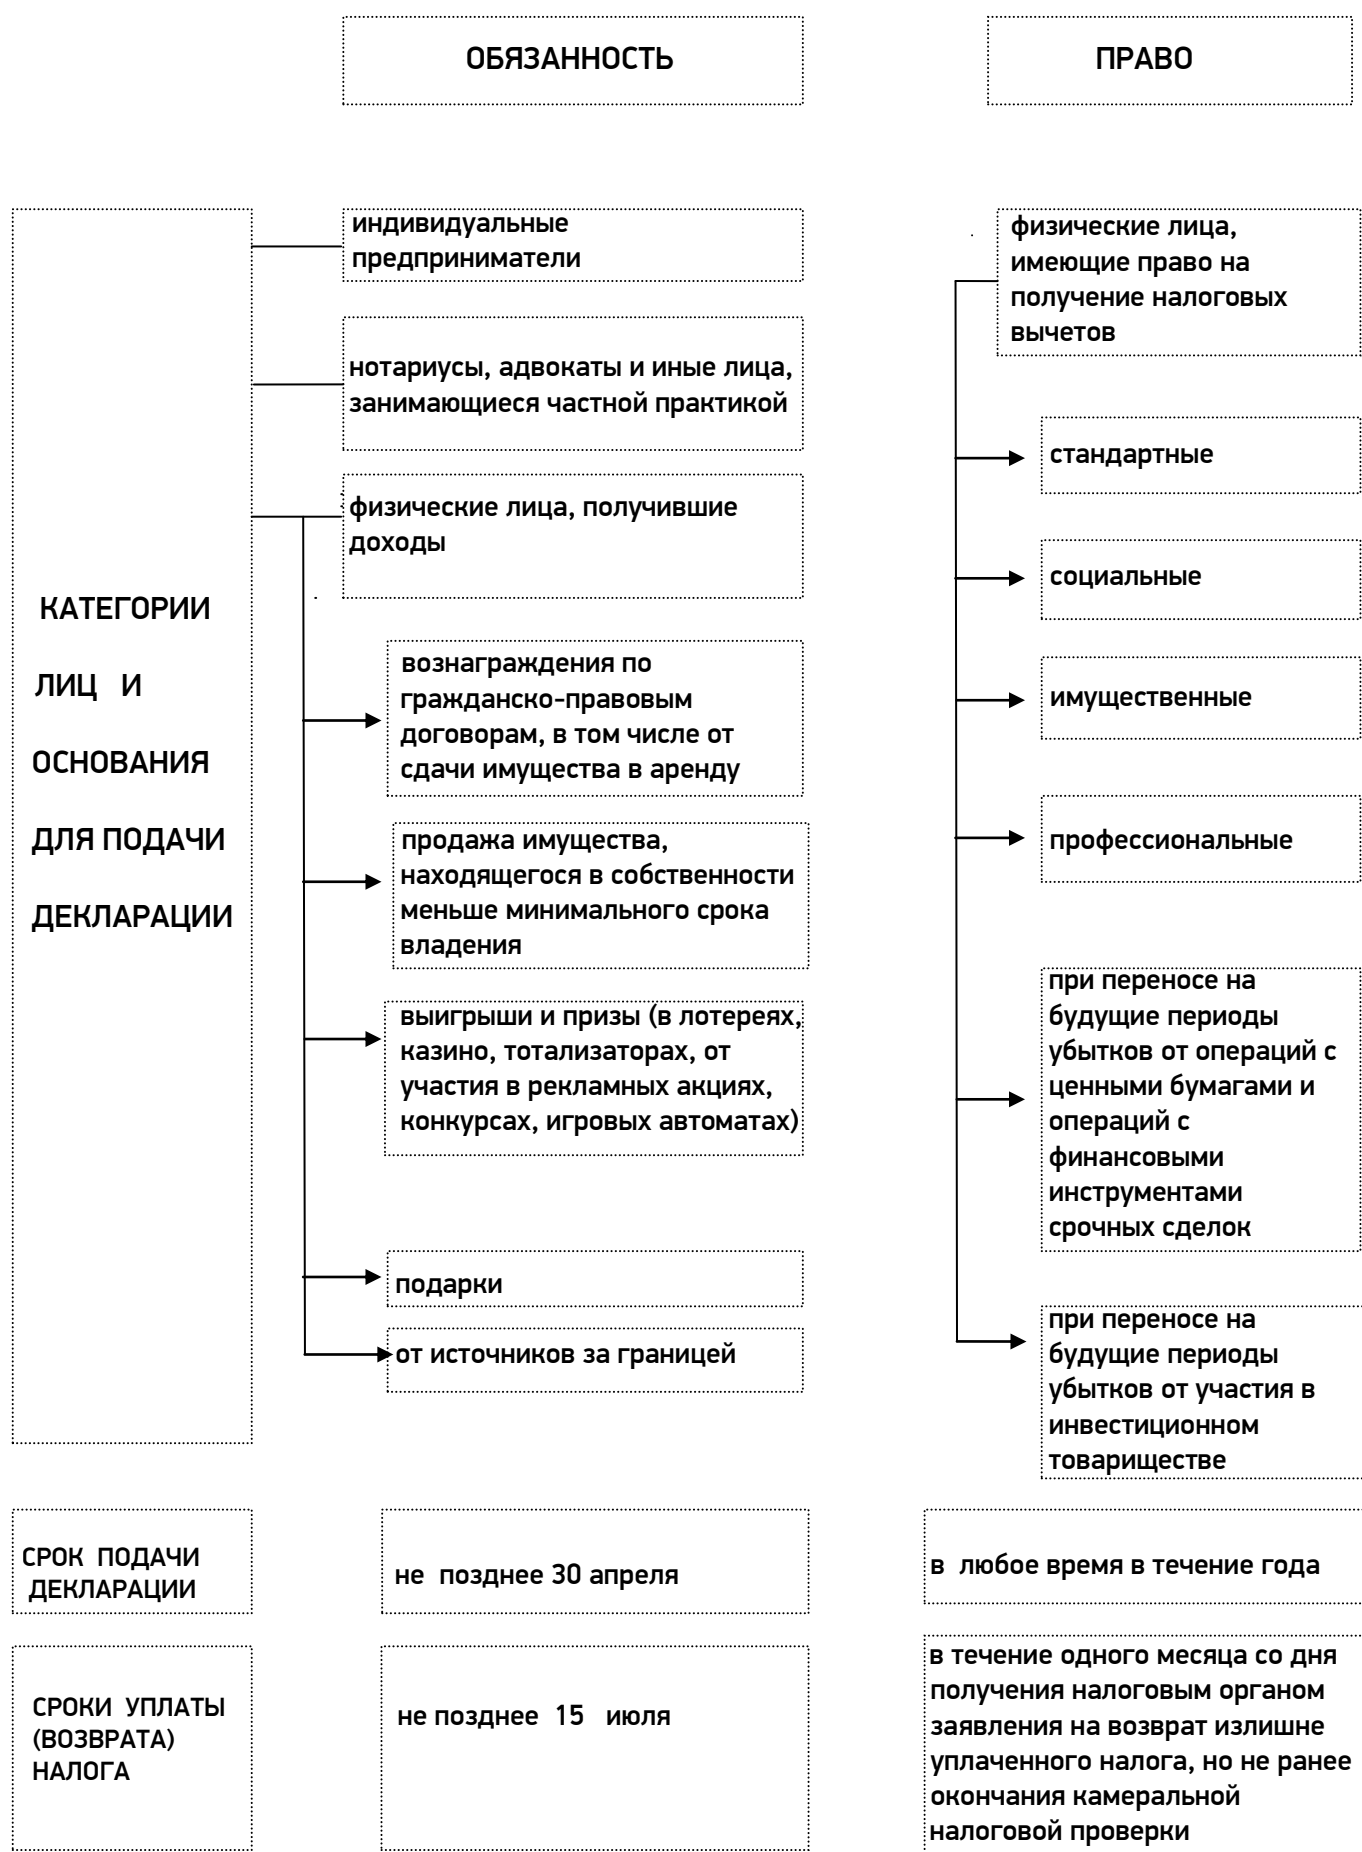 ОБЯЗАННОСТЬ
ПРАВО
КАТЕГОРИИ
ЛИЦ И
ОСНОВАНИЯ
ДЛЯ ПОДАЧИ
ДЕКЛАРАЦИИ
индивидуальные
предприниматели
нотариусы, адвокаты и иные лица,
занимающиеся частной практикой
физические лица, получившие
доходы
вознаграждения по
гражданско-правовым
договорам, в том числе от
сдачи имущества в аренду
продажа имущества,
находящегося в собственности
меньше минимального срока
владения
выигрыши и призы (в лотереях,
казино, тотализаторах, от
участия в рекламных акциях,
конкурсах, игровых автоматах)
подарки
от источников за границей
физические лица,
имеющие право на
получение налоговых
вычетов
стандартные
социальные
имущественные
профессиональные
при переносе на
будущие периоды
убытков от операций с
ценными бумагами и
операций с
финансовыми
инструментами
срочных сделок
при переносе на
будущие периоды
убытков от участия в
инвестиционном
товариществе
СРОК ПОДАЧИ
ДЕКЛАРАЦИИ
не позднее 30 апреля
в любое время в течение года
СРОКИ УПЛАТЫ
(ВОЗВРАТА)
НАЛОГА
не позднее 15 июля
в течение одного месяца со дня
получения налоговым органом
заявления на возврат излишне
уплаченного налога, но не ранее
окончания камеральной
налоговой проверки